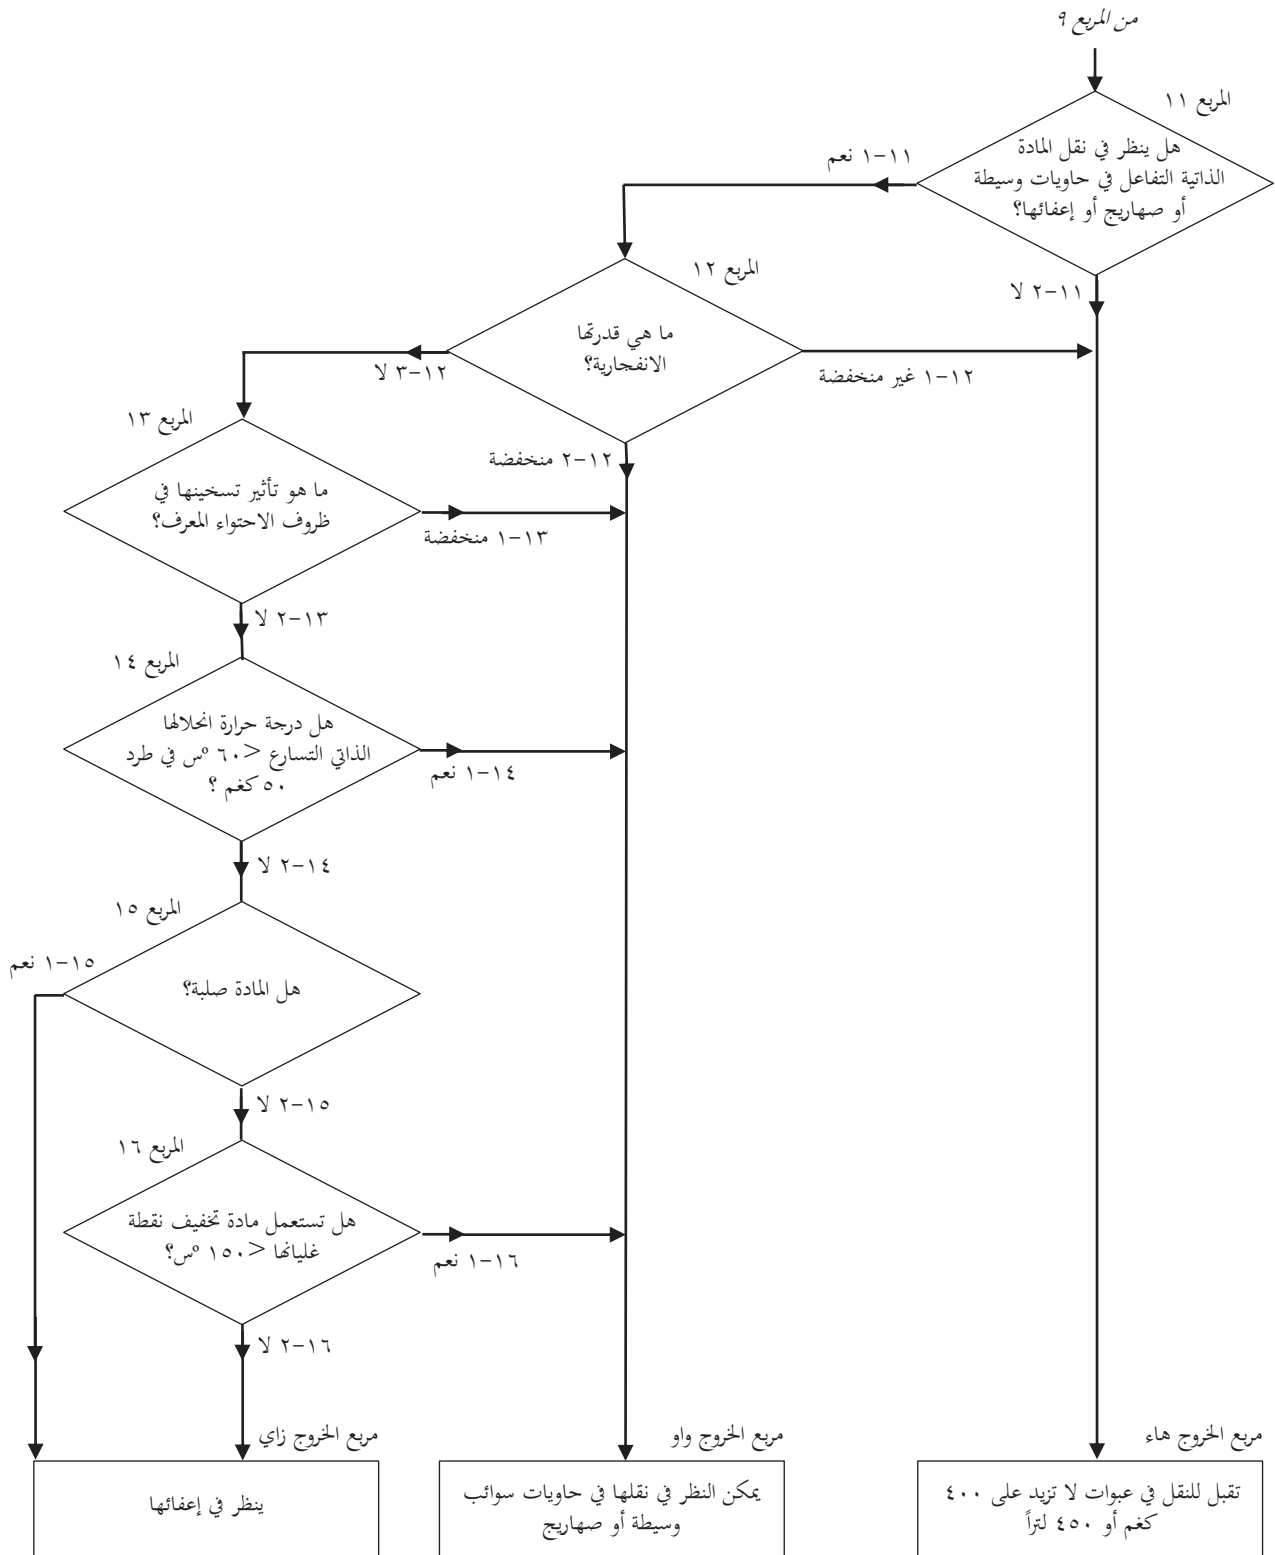 من المربع ٩
المربع ١١
هل ينظر في نقل المادة
الذاتية التفاعل في حاويات وسيطة
أو صهاريج أو إعفائها؟
١١-١ نعم
١١-٢ لا
المربع ١٢
ما هي قدرتها
الانفجارية؟
١٢-١ غير منخفضة
١٢-٢ منخفضة
١٢-٣ لا
المربع ١٣
ما هو تأثير تسخينها في
ظروف الاحتواء المعرف؟
١٣-١ منخفضة
١٣-٢ لا
المربع ١٤
هل درجة حرارة انحلالها
الذاتي التسارع <٦٠ °س في طرد
٥٠ كغم ؟
١٤-١ نعم
١٤-٢ لا
المربع ١٥
هل المادة صلبة؟
١٥-١ نعم
١٥-٢ لا
المربع ١٦
هل تستعمل مادة تخفيف نقطة
غليانها <١٥٠ °س؟
١٦-١ نعم
١٦-٢ لا
مربع الخروج هاء
تقبل للنقل في عبوات لا تزيد على ٤٠٠
كغم أو ٤٥٠ لتراً
مربع الخروج واو
يمكن النظر في نقلها في حاويات سوائب
وسيطة أو صهاريج
مربع الخروج زاي
ينظر في إعفائها